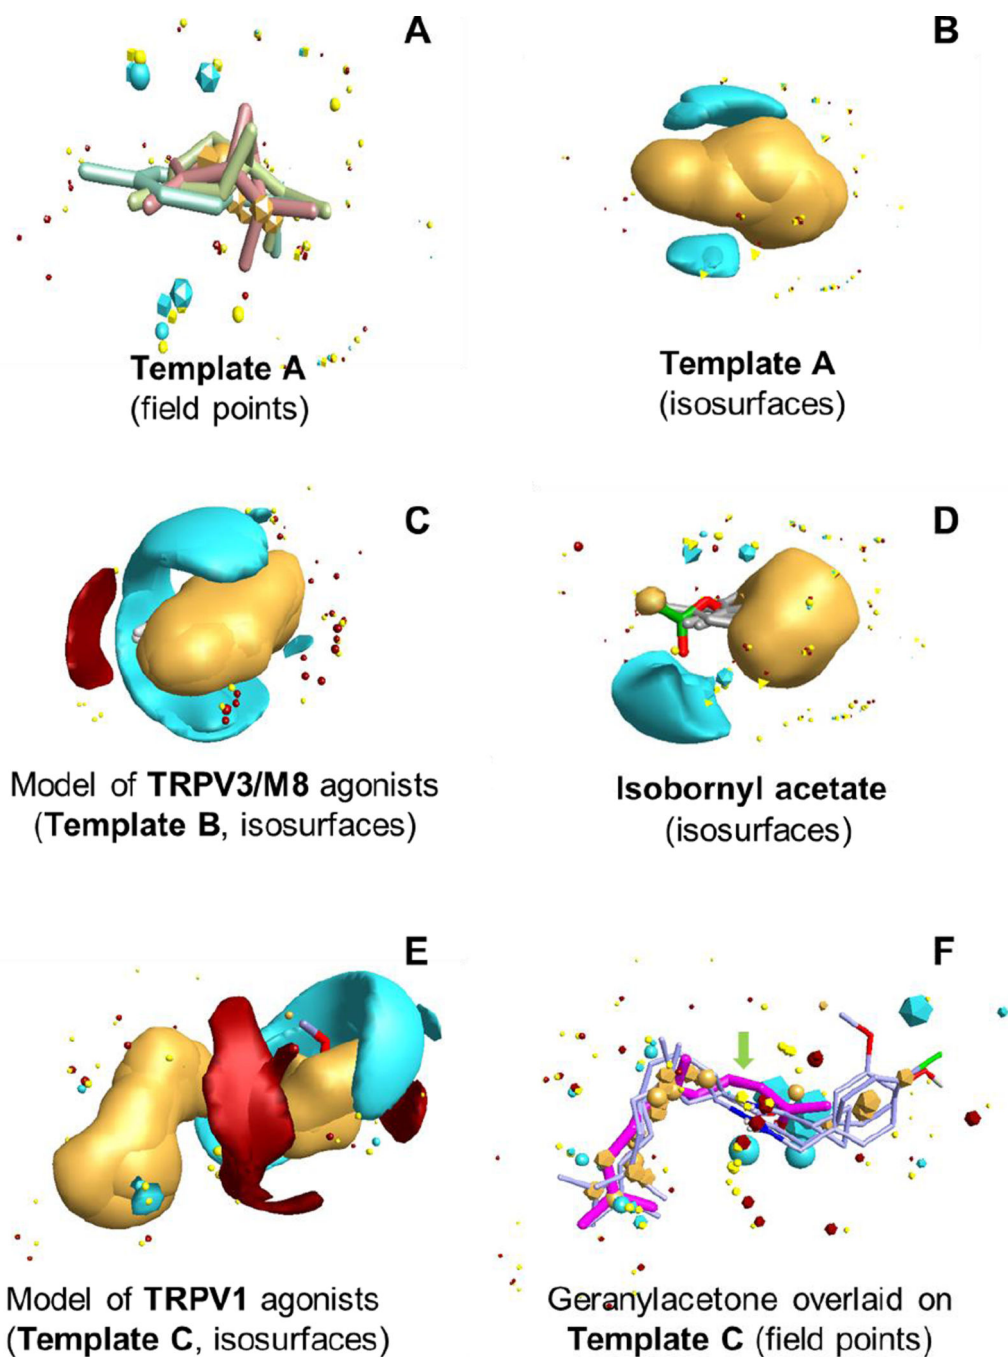 A
B
Template A
(field points)
Template A
(isosurfaces)
C
D
Model of TRPV3/M8 agonists
(Template B, isosurfaces)
Isobornyl acetate
(isosurfaces)
E
F
Model of TRPV1 agonists
(Template C, isosurfaces)
Geranylacetone overlaid on
Template C (field points)